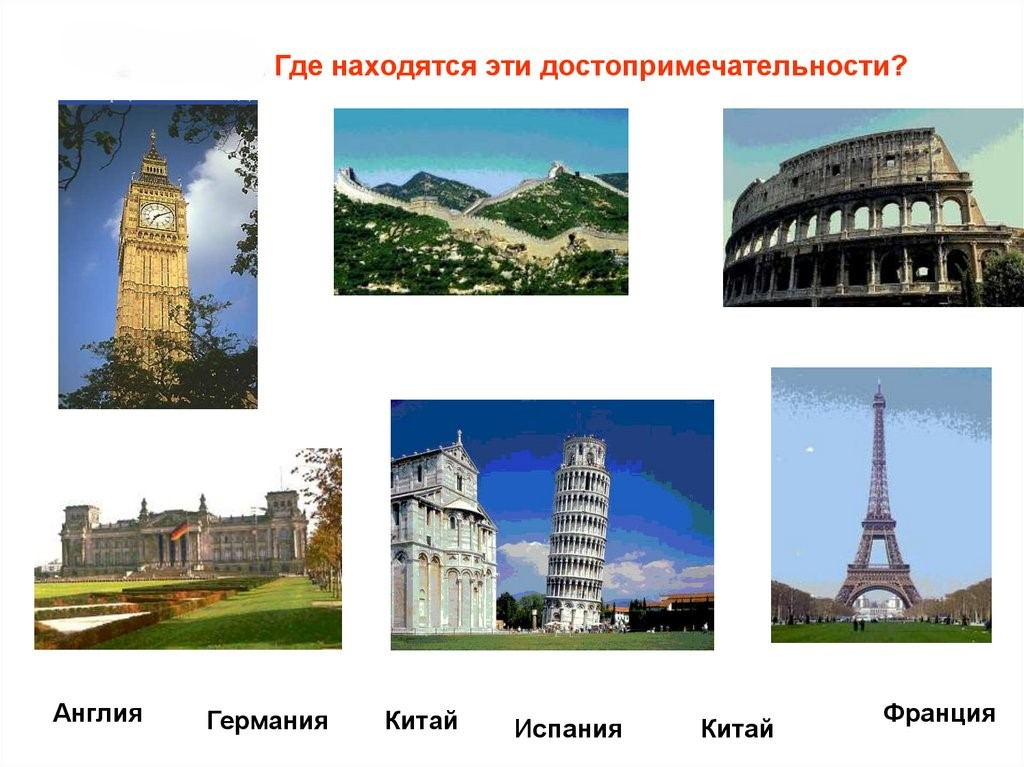 Где находятся эти достопримечательности?
Англия
Германия
Китай
Испания
Китай
Франция